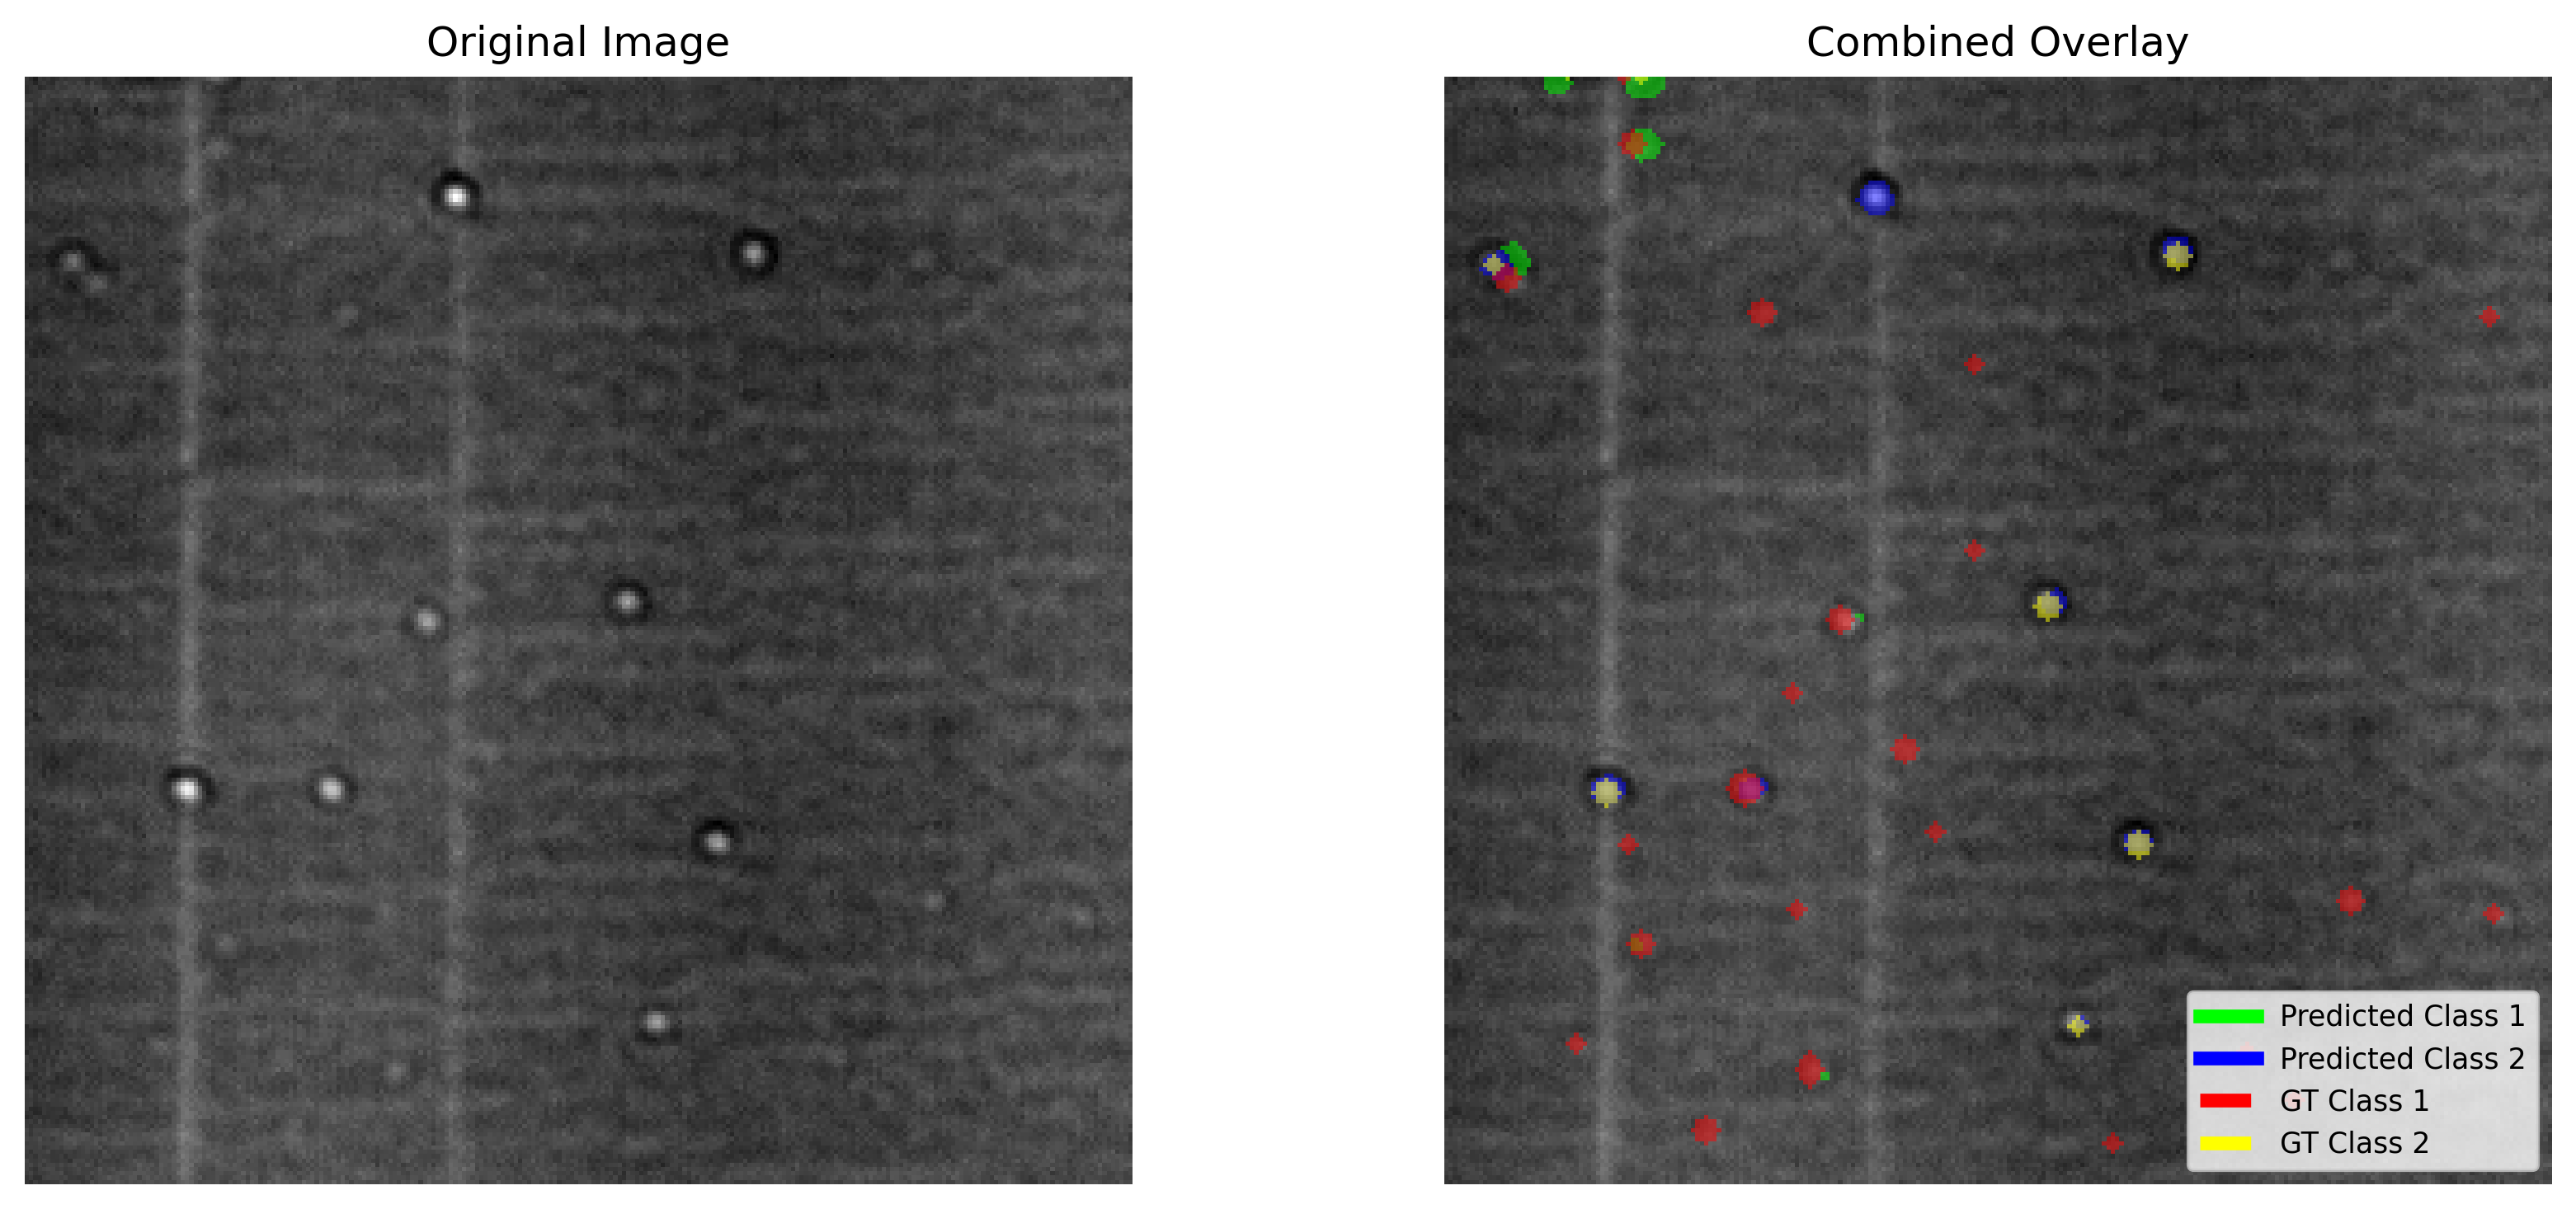 Original Image
Combined Overlay
Predicted Class 1
Predicted Class 2
GT Class 1
GT Class 2